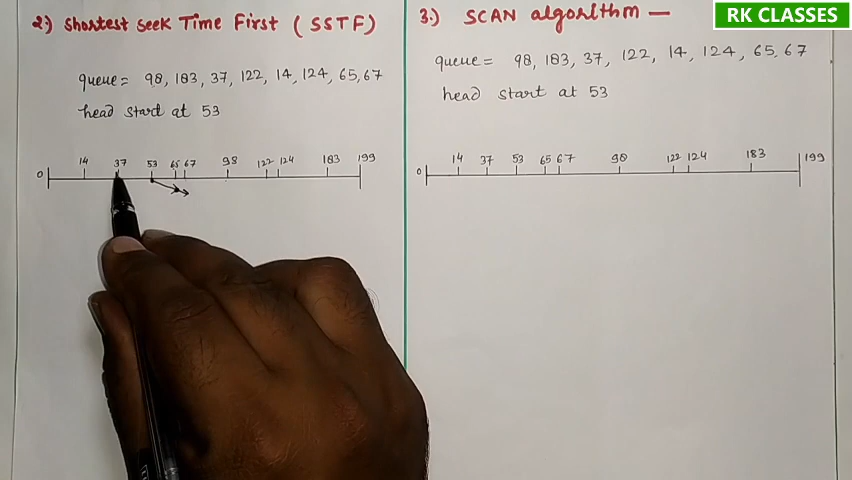 RK CLASSES
2.) Shortest Seek Time First (SSTF)
queue = 98, 183, 37, 122, 14, 124, 65, 67
head start at 53
0 14 37 53 65 67 98 122 124 183 199
3.) SCAN algorithm —
queue = 98, 183, 37, 122, 14, 124, 65, 67
head start at 53
0 14 37 53 65 67 98 122 124 183 199